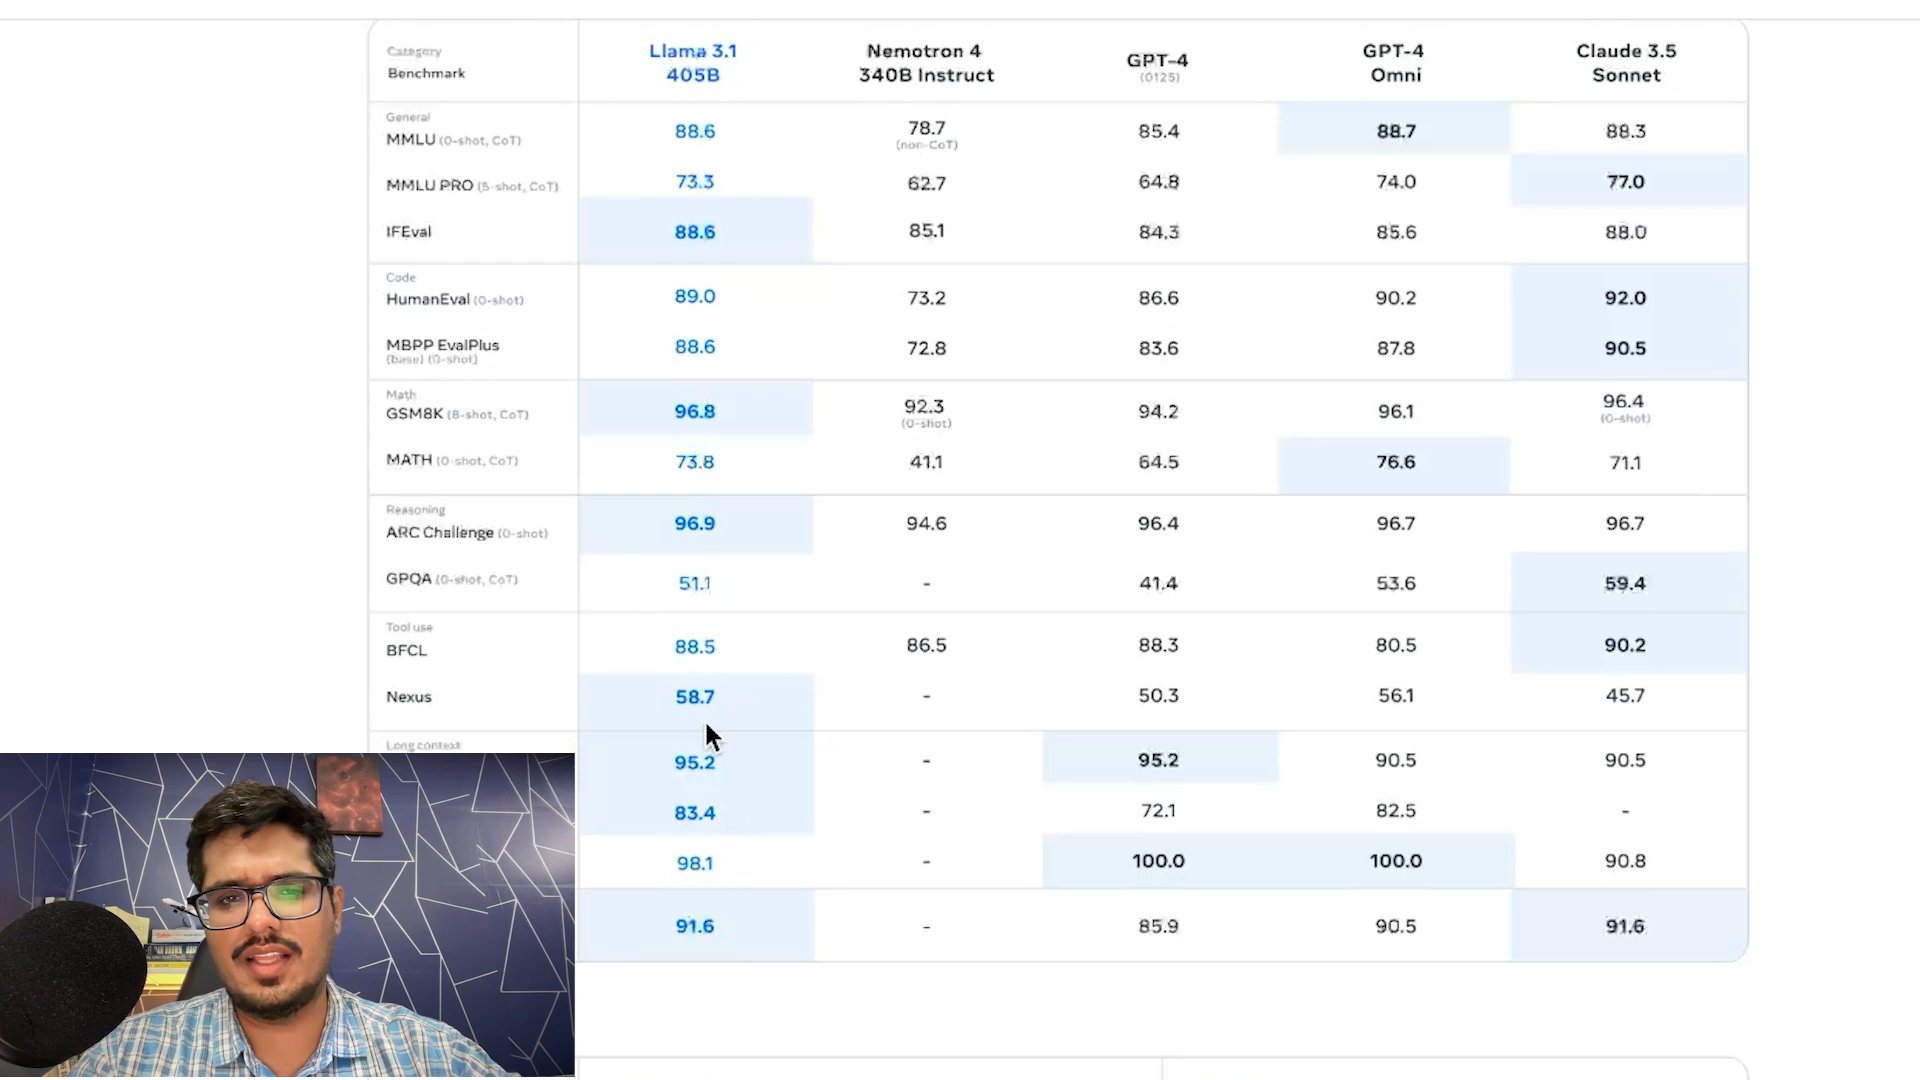 Category
Benchmark
Llama 3.1
405B
Nemotron 4
340B Instruct
GPT-4
(0125)
GPT-4
Omni
Claude 3.5
Sonnet
General
MMLU (0-shot, CoT)
88.6
78.7
(non-CoT)
85.4
88.7
88.3
MMLU PRO (5-shot, CoT)
73.3
62.7
64.8
74.0
77.0
IFEval
88.6
85.1
84.3
85.6
88.0
Code
HumanEval (0-shot)
89.0
73.2
86.6
90.2
92.0
MBPP EvalPlus
(base) (0-shot)
88.6
72.8
83.6
87.8
90.5
Math
GSM8K (8-shot, CoT)
96.8
92.3
(0-shot)
94.2
96.1
96.4
(0-shot)
MATH (0-shot, CoT)
73.8
41.1
64.5
76.6
71.1
Reasoning
ARC Challenge (0-shot)
96.9
94.6
96.4
96.7
96.7
GPQA (0-shot, CoT)
51.1
-
41.4
53.6
59.4
Tool use
BFCL
88.5
86.5
88.3
80.5
90.2
Nexus
58.7
-
50.3
56.1
45.7
Long context
95.2
-
95.2
90.5
90.5
83.4
-
72.1
82.5
-
98.1
-
100.0
100.0
90.8
91.6
-
85.9
90.5
91.6